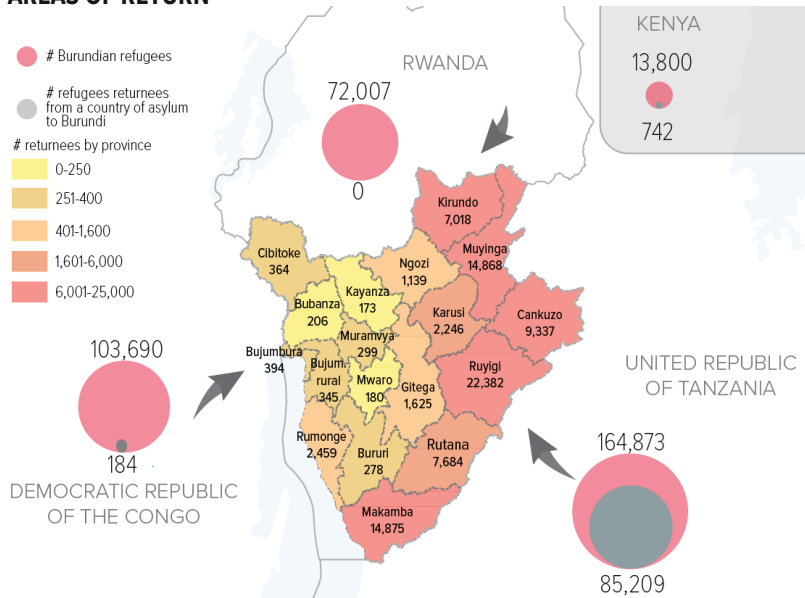 AREAS OF RETURN
# Burundian refugees
# refugees returnees
from a country of asylum
to Burundi
# returnees by province
0-250
251-400
401-1,600
1,601-6,000
6,001-25,000
RWANDA
72,007
0
KENYA
13,800
742
Kirundo
7,018
Muyinga
14,868
Ngozi
1,139
Cibitoke
364
Kayanza
173
Bubanza
206
Karusi
2,246
Cankuzo
9,337
Muramvya
299
Bujumbura
394
Bujum.
rural
345
Mwaro
180
Gitega
1,625
Ruyigi
22,382
Rumonge
2,459
Bururi
278
Rutana
7,684
Makamba
14,875
103,690
184
DEMOCRATIC REPUBLIC
OF THE CONGO
UNITED REPUBLIC
OF TANZANIA
164,873
85,209